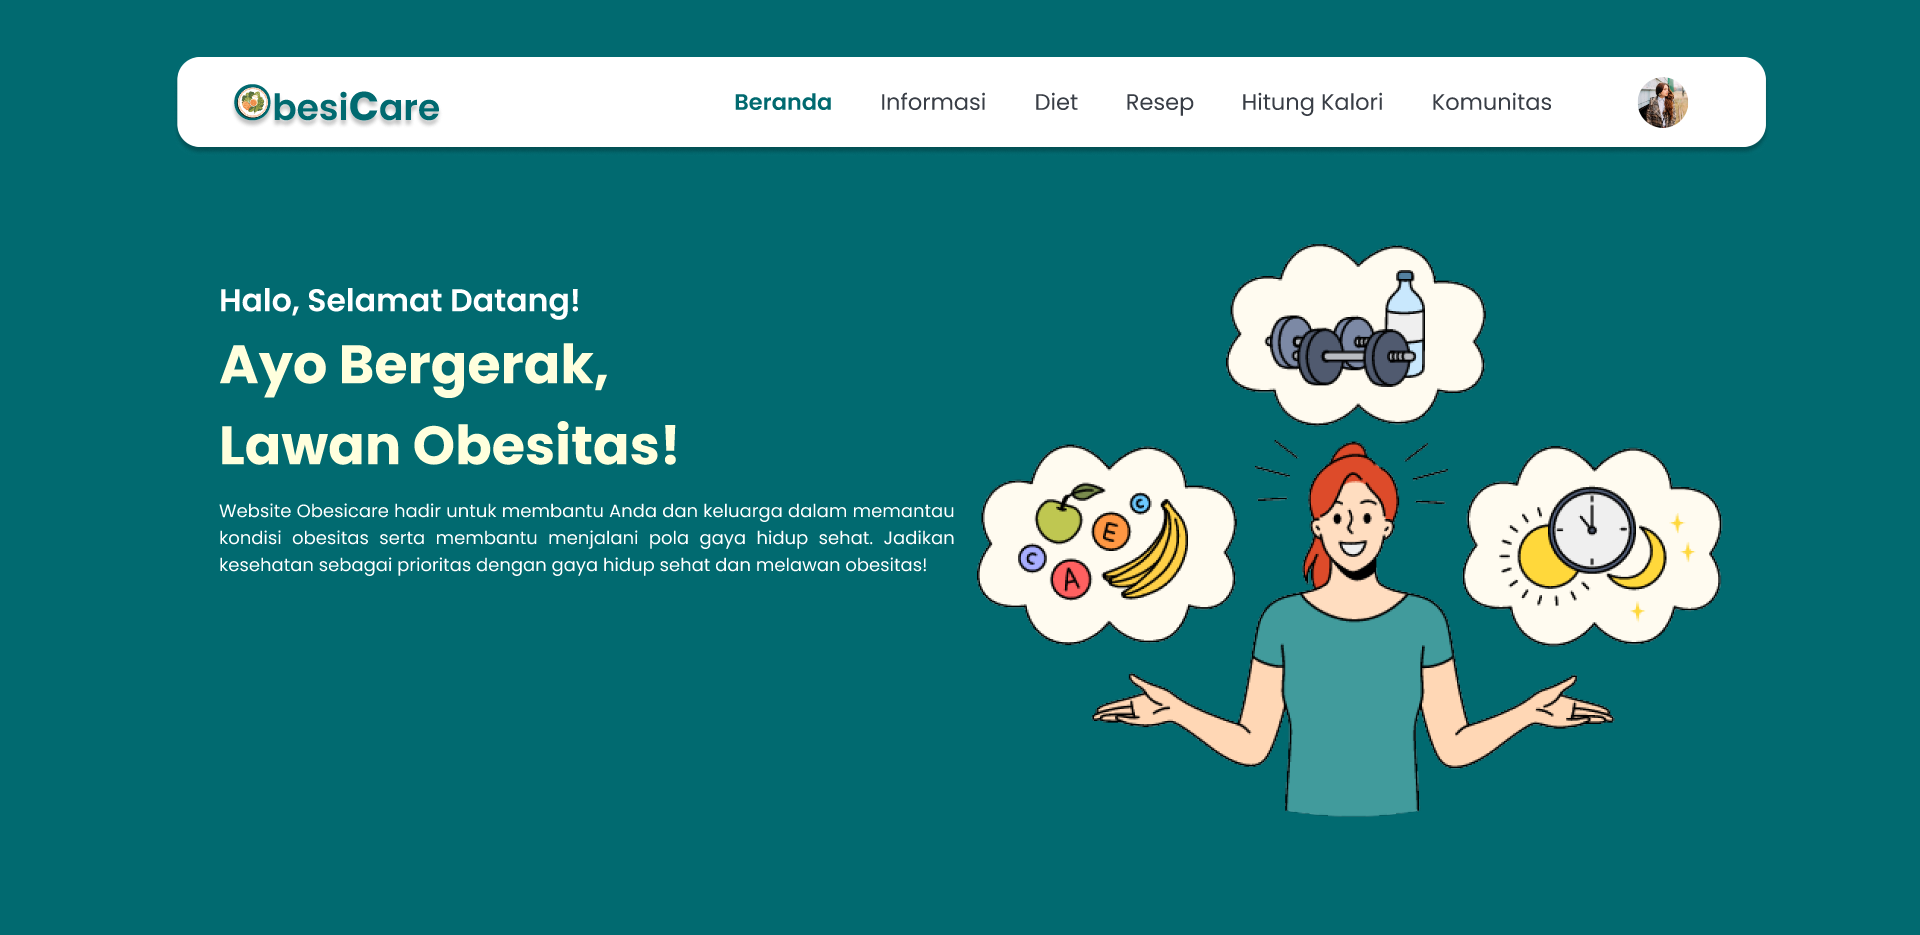 ObesiCare
Beranda Informasi Diet Resep Hitung Kalori Komunitas
Halo, Selamat Datang!
Ayo Bergerak,
Lawan Obesitas!
Website Obesicare hadir untuk membantu Anda dan keluarga dalam memantau
kondisi obesitas serta membantu menjalani pola gaya hidup sehat. Jadikan
kesehatan sebagai prioritas dengan gaya hidup sehat dan melawan obesitas!
C
E
C
A